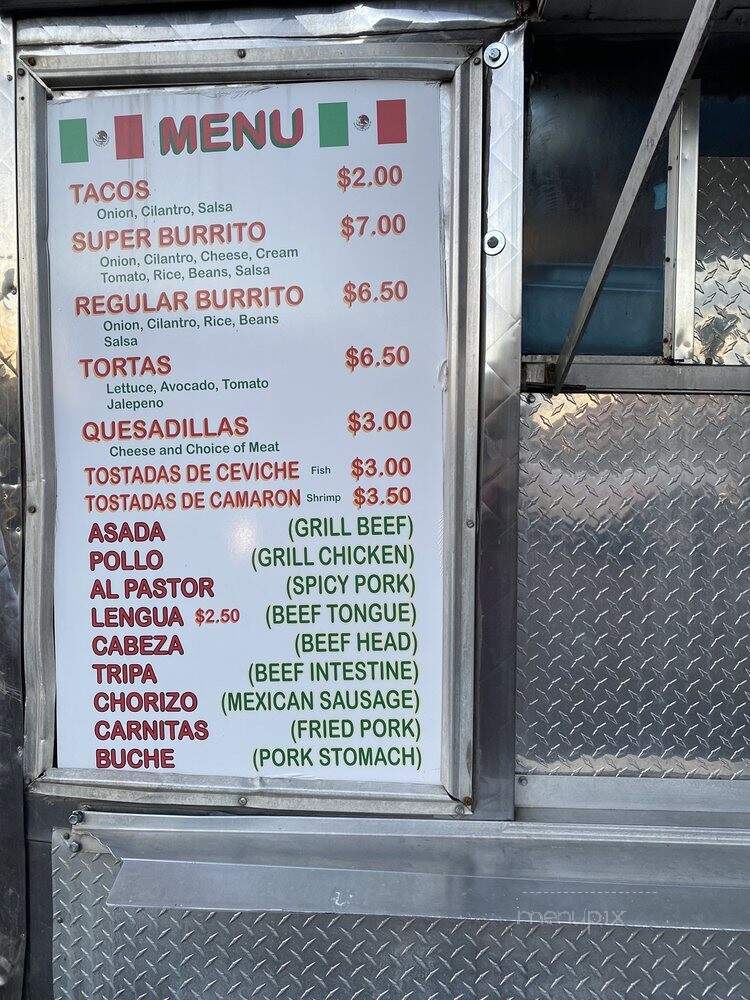 MENU
TACOS $2.00
Onion, Cilantro, Salsa
SUPER BURRITO $7.00
Onion, Cilantro, Cheese, Cream
Tomato, Rice, Beans, Salsa
REGULAR BURRITO $6.50
Onion, Cilantro, Rice, Beans
Salsa
TORTAS $6.50
Lettuce, Avocado, Tomato
Jalepeno
QUESADILLAS $3.00
Cheese and Choice of Meat
TOSTADAS DE CEVICHE Fish $3.00
TOSTADAS DE CAMARON Shrimp $3.50
ASADA (GRILL BEEF)
POLLO (GRILL CHICKEN)
AL PASTOR (SPICY PORK)
LENGUA $2.50 (BEEF TONGUE)
CABEZA (BEEF HEAD)
TRIPA (BEEF INTESTINE)
CHORIZO (MEXICAN SAUSAGE)
CARNITAS (FRIED PORK)
BUCHE (PORK STOMACH)
menupix